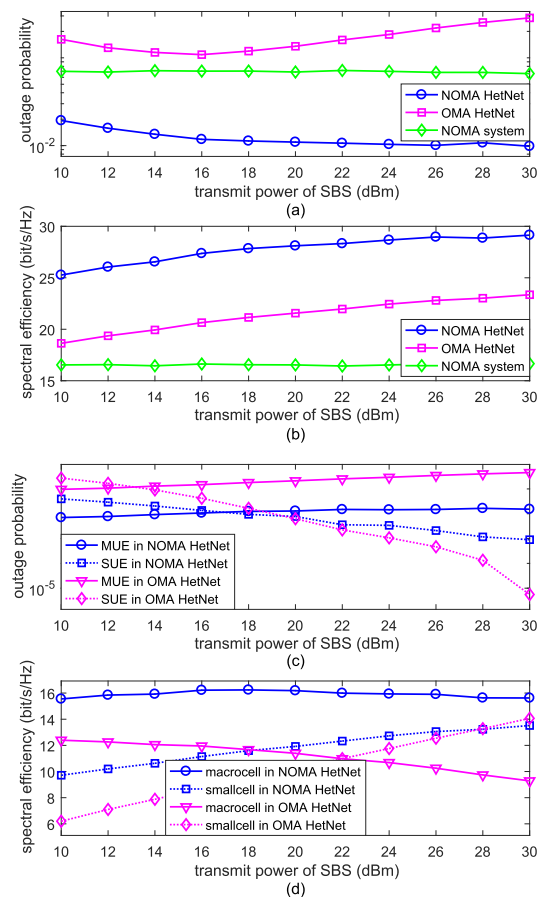 outage probability
10-2
NOMA HetNet
OMA HetNet
NOMA system
10 12 14 16 18 20 22 24 26 28 30
transmit power of SBS (dBm)
(a)
spectral efficiency (bit/s/Hz)
30
25
20
15
NOMA HetNet
OMA HetNet
NOMA system
10 12 14 16 18 20 22 24 26 28 30
transmit power of SBS (dBm)
(b)
outage probability
10-5
MUE in NOMA HetNet
SUE in NOMA HetNet
MUE in OMA HetNet
SUE in OMA HetNet
10 12 14 16 18 20 22 24 26 28 30
transmit power of SBS (dBm)
(c)
spectral efficiency (bit/s/Hz)
16
14
12
10
8
6
macrocell in NOMA HetNet
smallcell in NOMA HetNet
macrocell in OMA HetNet
smallcell in OMA HetNet
10 12 14 16 18 20 22 24 26 28 30
transmit power of SBS (dBm)
(d)